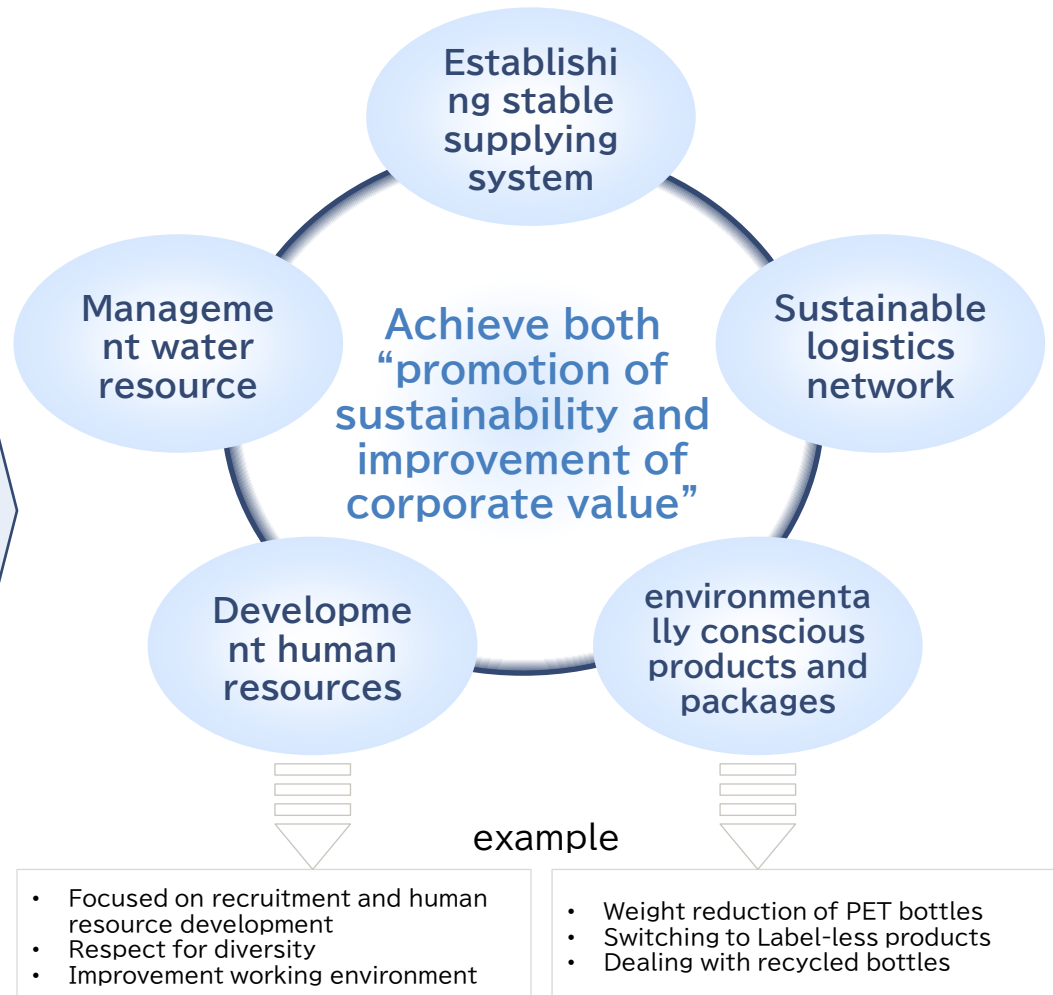 Establishi
ng stable
supplying
system
Manageme
nt water
resource
Achieve both
“promotion of
sustainability and
improvement of
corporate value”
Sustainable
logistics
network
Developme
nt human
resources
environmenta
lly conscious
products and
packages
example
• Focused on recruitment and human
resource development
• Respect for diversity
• Improvement working environment
• Weight reduction of PET bottles
• Switching to Label-less products
• Dealing with recycled bottles